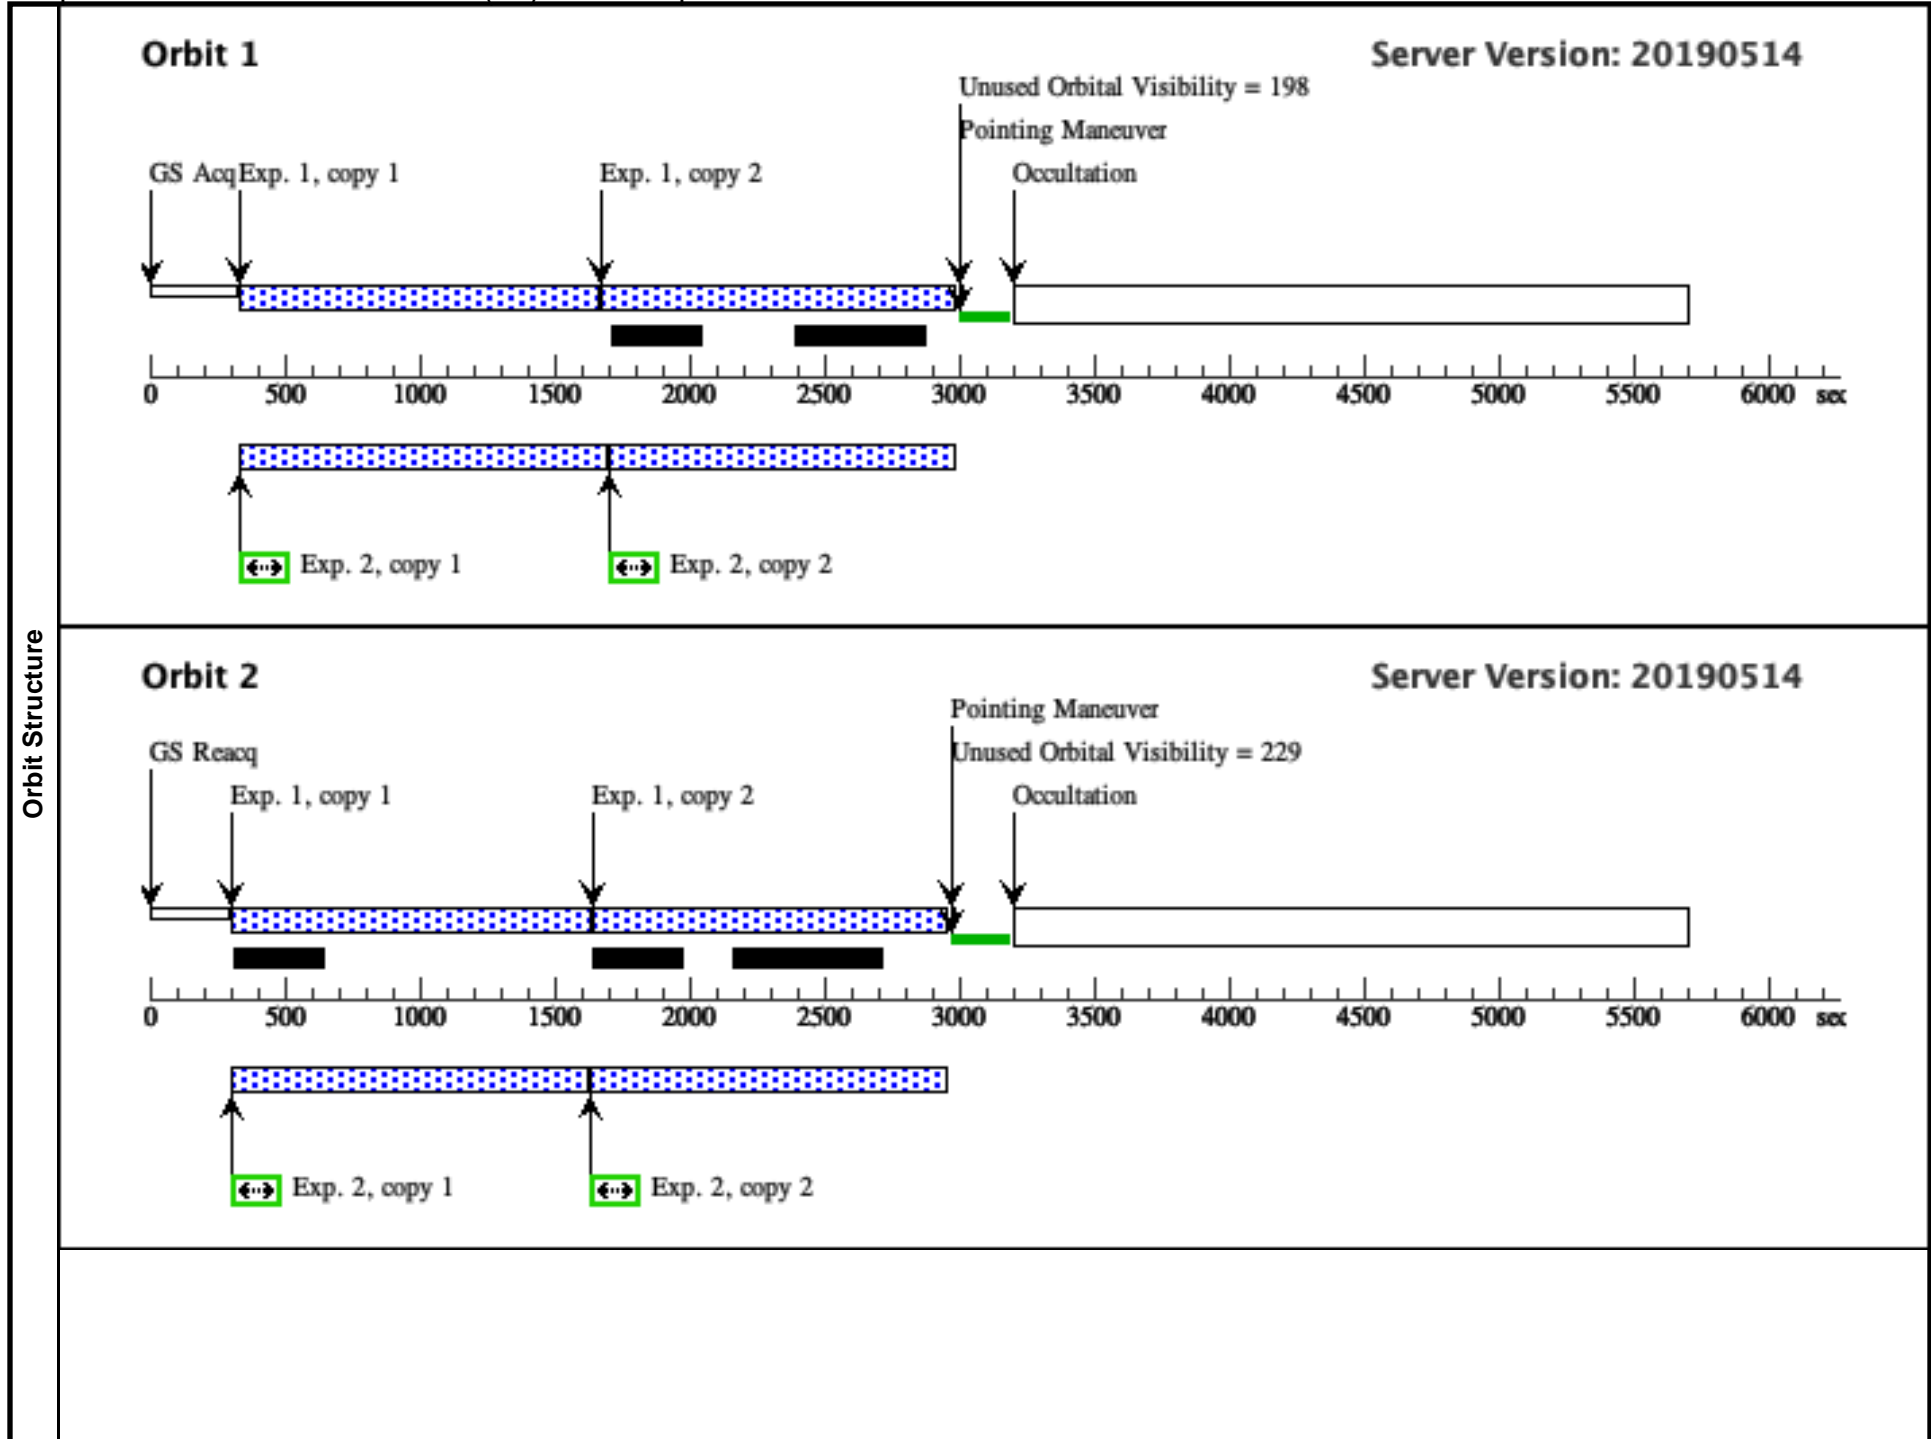 Orbit Structure
Orbit 1
Server Version: 20190514
Unused Orbital Visibility = 198
Pointing Maneuver
GS Acq Exp. 1, copy 1 Exp. 1, copy 2 Occultation
0 500 1000 1500 2000 2500 3000 3500 4000 4500 5000 5500 6000 sec
Exp. 2, copy 1 Exp. 2, copy 2
Orbit 2
Server Version: 20190514
Pointing Maneuver
GS Reacq Unused Orbital Visibility = 229
Exp. 1, copy 1 Exp. 1, copy 2 Occultation
0 500 1000 1500 2000 2500 3000 3500 4000 4500 5000 5500 6000 sec
Exp. 2, copy 1 Exp. 2, copy 2